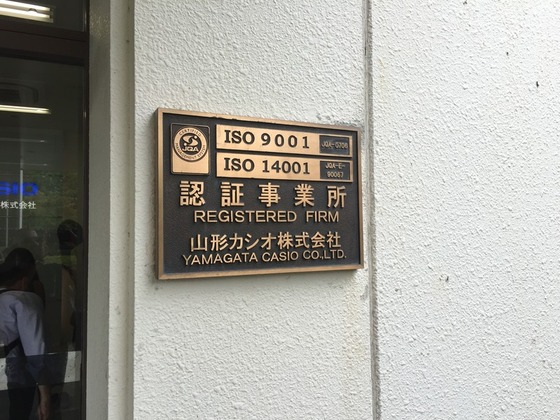 JQA
ISO 9001
JQA-0706
ISO 14001
JQA-E-
90067
認証事業所
REGISTERED FIRM
山形カシオ株式会社
YAMAGATA CASIO CO.,LTD.
株式会社